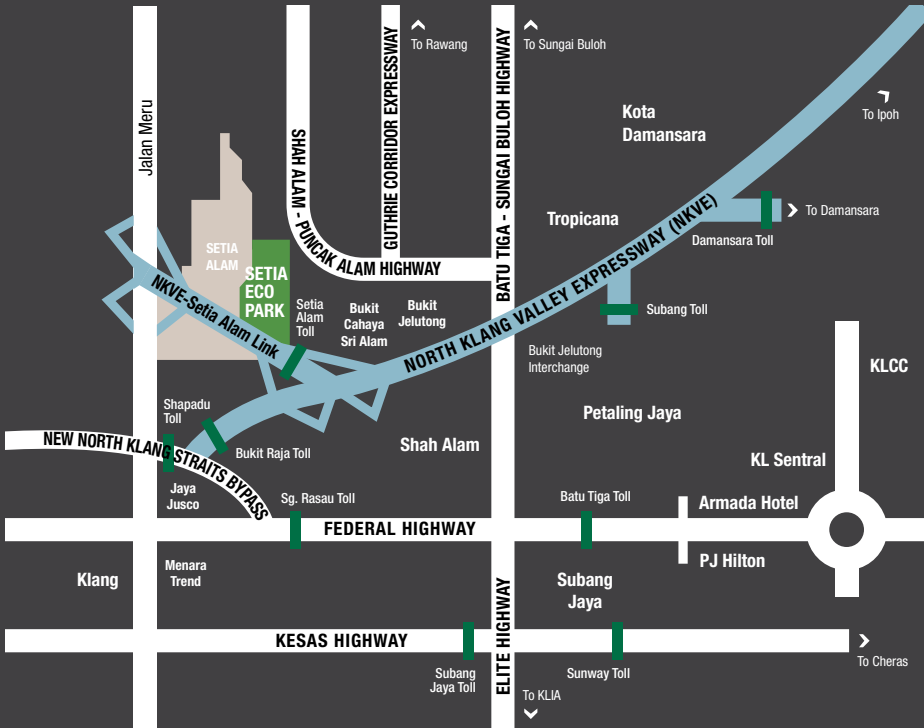 To Rawang
To Sungai Buloh
Jalan Meru
SHAH ALAM - PUNCAK ALAM HIGHWAY
GUTHRIE CORRIDOR EXPRESSWAY
BATU TIGA - SUNGAI BULOH HIGHWAY
Kota
Damansara
To Ipoh
To Damansara
Tropicana
Damansara Toll
SETIA
ALAM
SETIA
ECO
PARK
NKVE-Setia Alam Link
Setia
Alam
Toll
Bukit
Cahaya
Sri Alam
Bukit
Jelutong
NORTH KLANG VALLEY EXPRESSWAY (NKVE)
Subang Toll
Bukit Jelutong
Interchange
KLCC
Shapadu
Toll
Petaling Jaya
NEW NORTH KLANG STRAITS BYPASS
Bukit Raja Toll
Shah Alam
KL Sentral
Jaya
Jusco
Sg. Rasau Toll
Batu Tiga Toll
Armada Hotel
FEDERAL HIGHWAY
PJ Hilton
Klang
Menara
Trend
Subang
Jaya
ELITE HIGHWAY
KESAS HIGHWAY
To Cheras
Subang
Jaya Toll
Sunway Toll
To KLIA